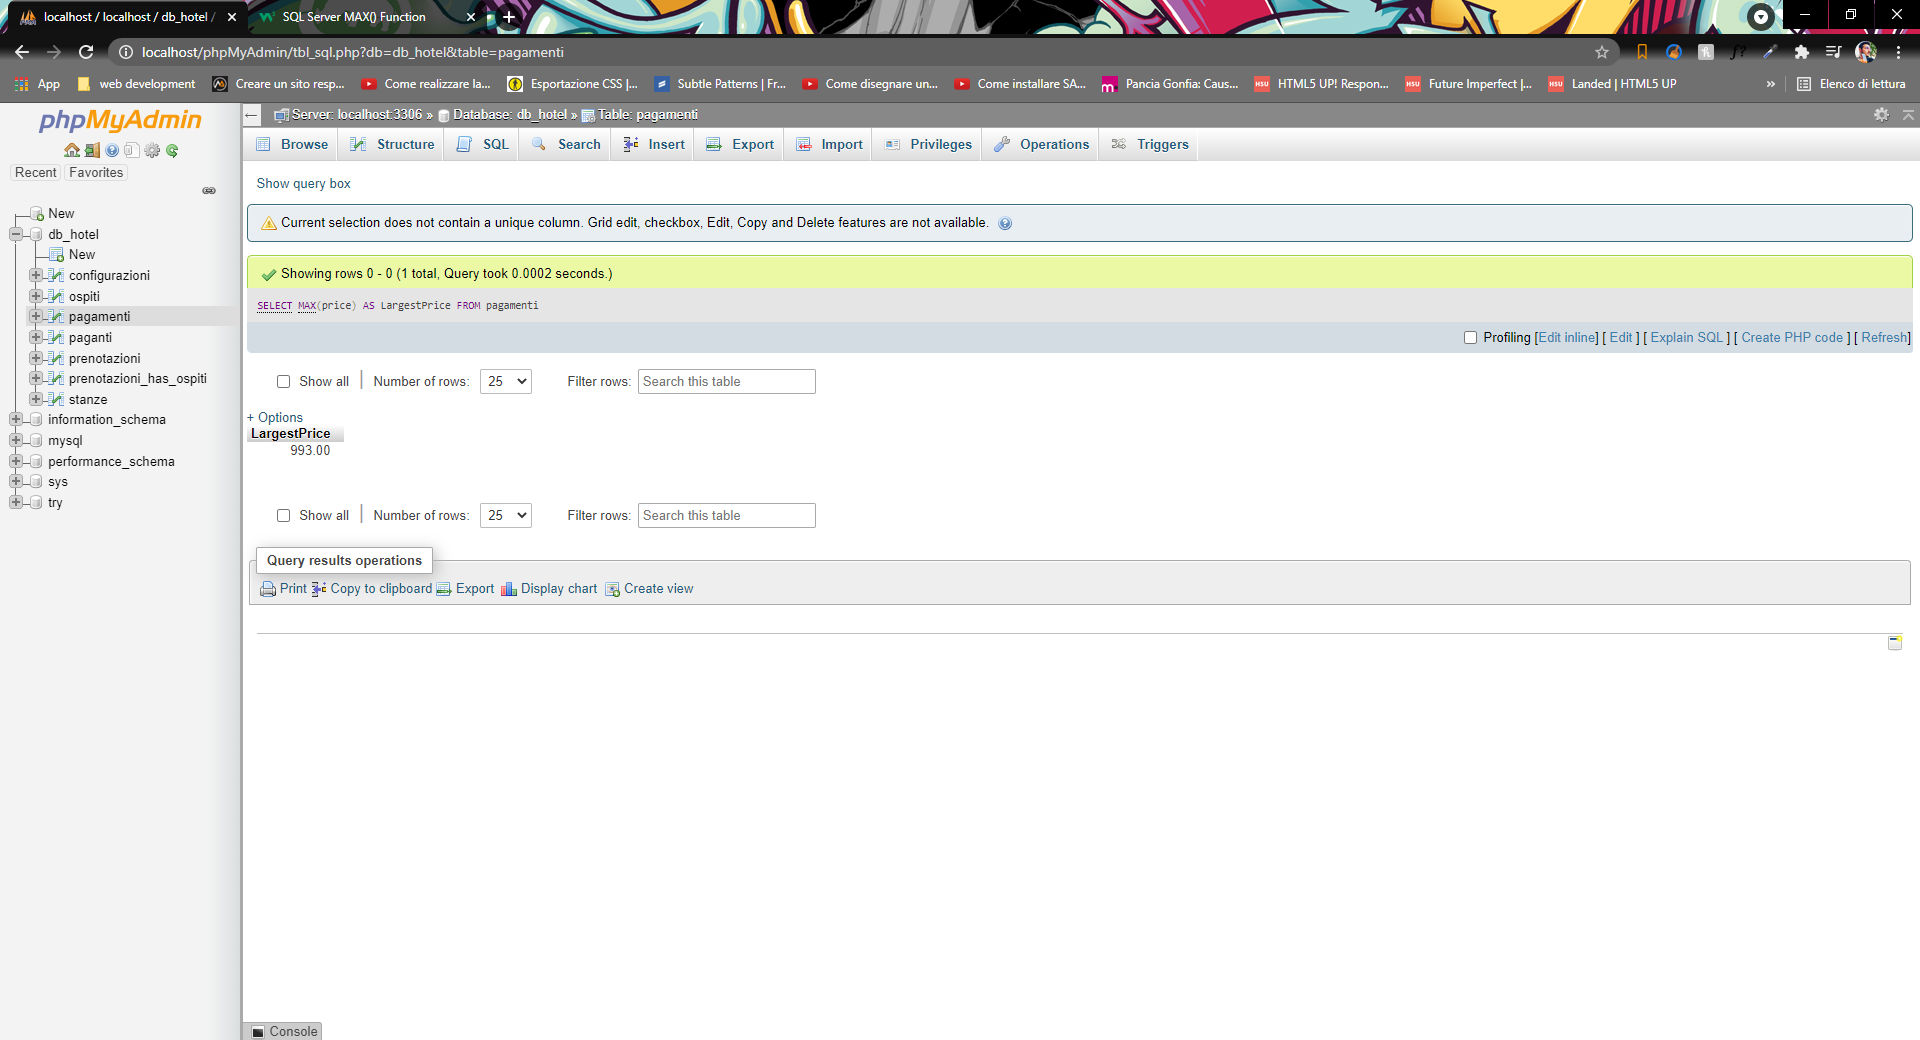 localhost / localhost / db_hotel /
SQL Server MAX() Function
localhost/phpMyAdmin/tbl_sql.php?db=db_hotel&table=pagamenti
App
web development
Creare un sito resp...
Come realizzare la...
Esportazione CSS |...
Subtle Patterns | Fr...
Come disegnare un...
Come installare SA...
Pancia Gonfia: Caus...
HTML5 UP! Respon...
Future Imperfect |...
Landed | HTML5 UP
»
Elenco di lettura
phpMyAdmin
Recent
Favorites
New
db_hotel
New
configurazioni
ospiti
pagamenti
paganti
prenotazioni
prenotazioni_has_ospiti
stanze
information_schema
mysql
performance_schema
sys
try
Server: localhost:3306 » Database: db_hotel » Table: pagamenti
Browse
Structure
SQL
Search
Insert
Export
Import
Privileges
Operations
Triggers
Show query box
Current selection does not contain a unique column. Grid edit, checkbox, Edit, Copy and Delete features are not available.
Showing rows 0 - 0 (1 total, Query took 0.0002 seconds.)
SELECT MAX(price) AS LargestPrice FROM pagamenti
Profiling [Edit inline] [ Edit ] [ Explain SQL ] [ Create PHP code ] [ Refresh]
Show all | Number of rows: 25 Filter rows: Search this table
+ Options
LargestPrice
993.00
Show all | Number of rows: 25 Filter rows: Search this table
Query results operations
Print Copy to clipboard Export Display chart Create view
Console